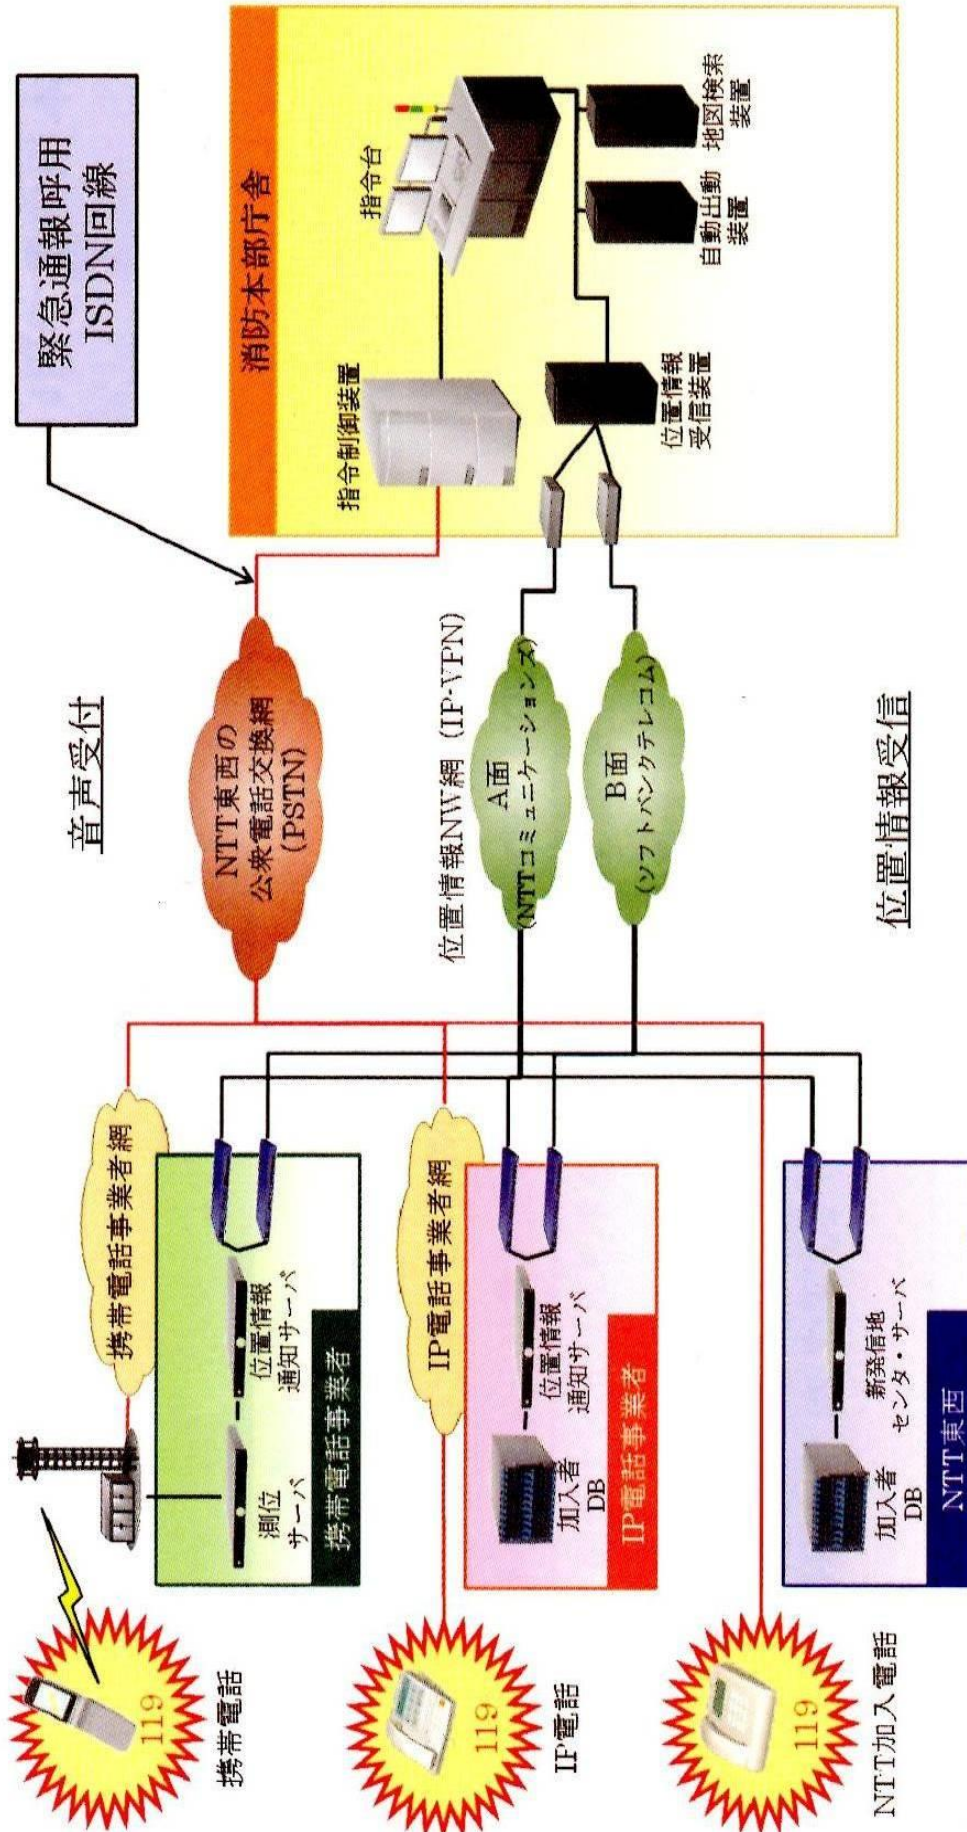 緊急通報呼用
ISDN回線
音声受付
消防本部庁舎
指令制御装置
指令台
NTT東西の
公衆電話交換網
(PSTN)
携帯電話事業者網
119
携帯電話
測位
サーバ
位置情報
通知サーバ
携帯電話事業者
位置情報NW網（IP-VPN）
A面
(NTTコミュニケーションズ)
B面
(ソフトバンクテレコム)
位置情報
受信装置
自動出動
装置
地図検索
装置
IP電話事業者網
119
IP電話
加入者
DB
位置情報
通知サーバ
IP電話事業者
119
NTT加入電話
加入者
DB
新発信地
センタ・サーバ
NTT東西
位置情報受信